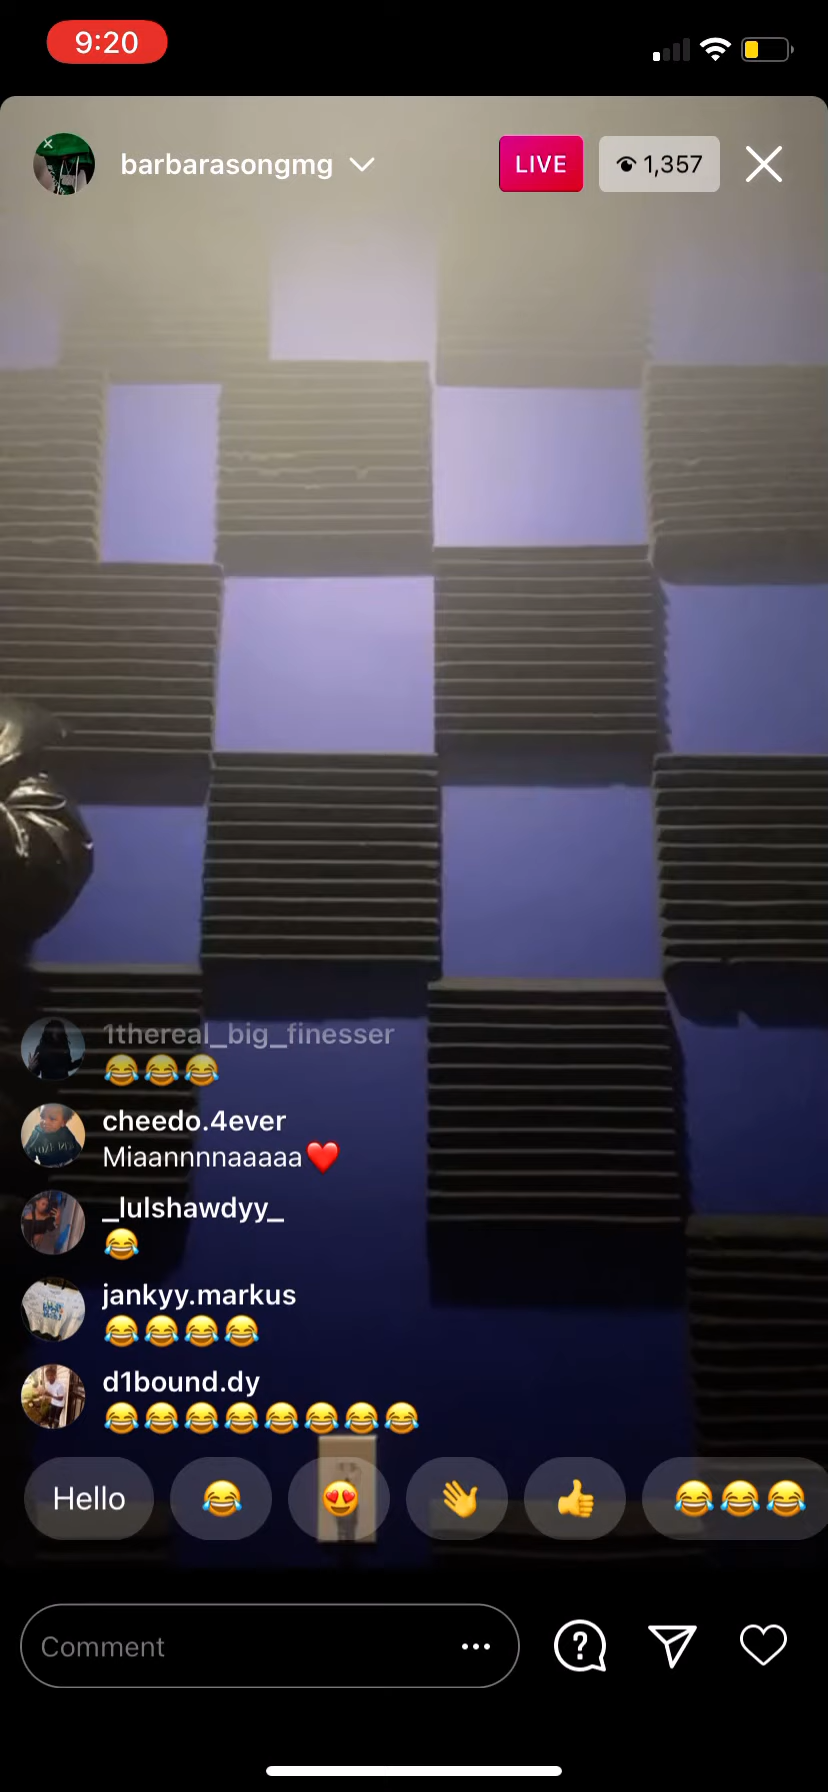 9:20
barbarasongmg
LIVE
1,357
1thereal_big_finesser
😂😂😂
cheedo.4ever
Miaannnnaaaaa❤️
_lulshawdyy_
😂
jankyy.markus
😂😂😂😂
d1bound.dy
😂😂😂😂😂😂😂😂
Hello 😂 😍 👋 👍 😂😂😂
Comment